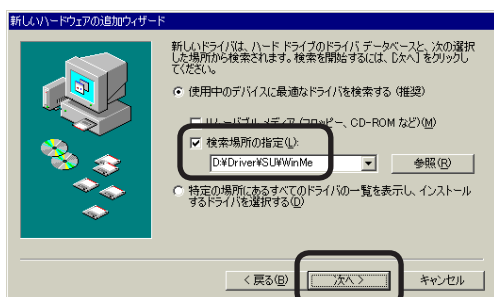 新しいハードウェアの追加ウィザード
新しいドライバは、ハード ドライブのドライバ データベースと、次の選択
した場所から検索されます。検索を開始するには、[次へ] をクリックし
てください。
使用中のデバイスに最適なドライバを検索する (推奨)
リムーバブル メディア (フロッピー、CD-ROM など)(M)
検索場所の指定(L):
D:¥Driver¥SU¥WinMe
参照(R)
特定の場所にあるすべてのドライバの一覧を表示し、インストール
するドライバを選択する(D)
< 戻る(B)
次へ >
キャンセル